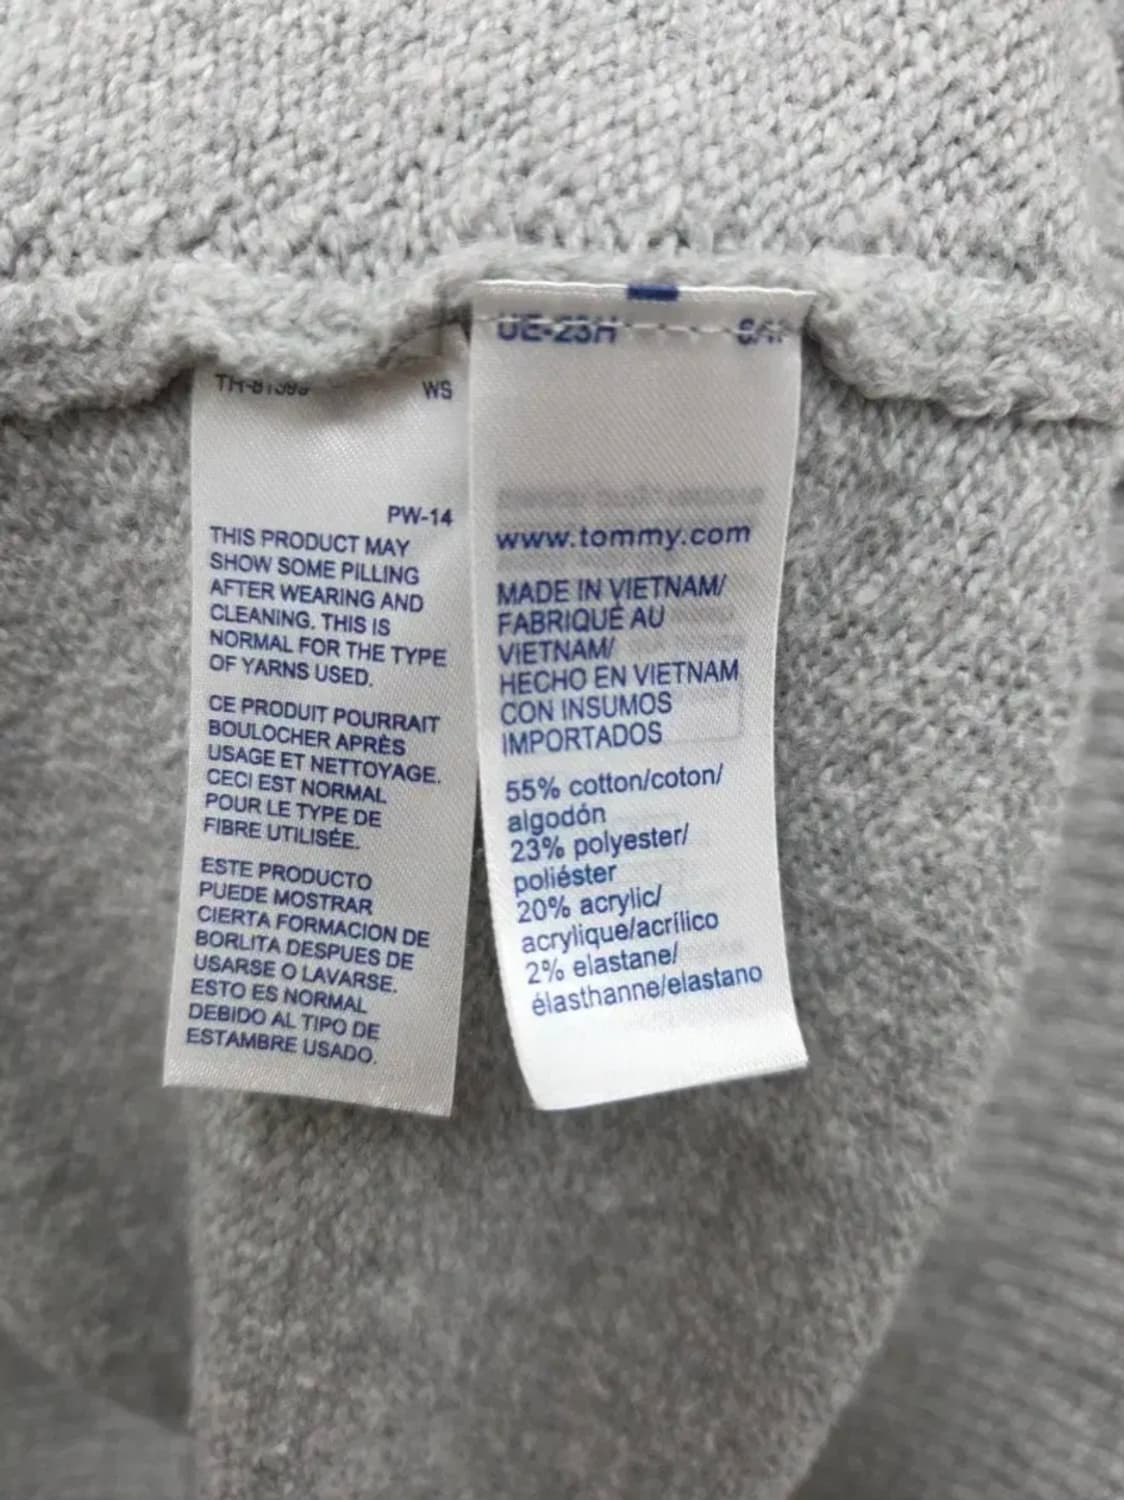 WS
PW-14
THIS PRODUCT MAY
SHOW SOME PILLING
AFTER WEARING AND
CLEANING. THIS IS
NORMAL FOR THE TYPE
OF YARNS USED.
CE PRODUIT POURRAIT
BOULOCHER APRÈS
USAGE ET NETTOYAGE.
CECI EST NORMAL
POUR LE TYPE DE
FIBRE UTILISÉE.
ESTE PRODUCTO
PUEDE MOSTRAR
CIERTA FORMACION DE
BORLITA DESPUES DE
USARSE O LAVARSE.
ESTO ES NORMAL
DEBIDO AL TIPO DE
ESTAMBRE USADO.
UE-23H
www.tommy.com
MADE IN VIETNAM/
FABRIQUÉ AU
VIETNAM/
HECHO EN VIETNAM
CON INSUMOS
IMPORTADOS
55% cotton/coton/
algodón
23% polyester/
poliéster
20% acrylic/
acrylique/acrílico
2% elastane/
élasthanne/elastano